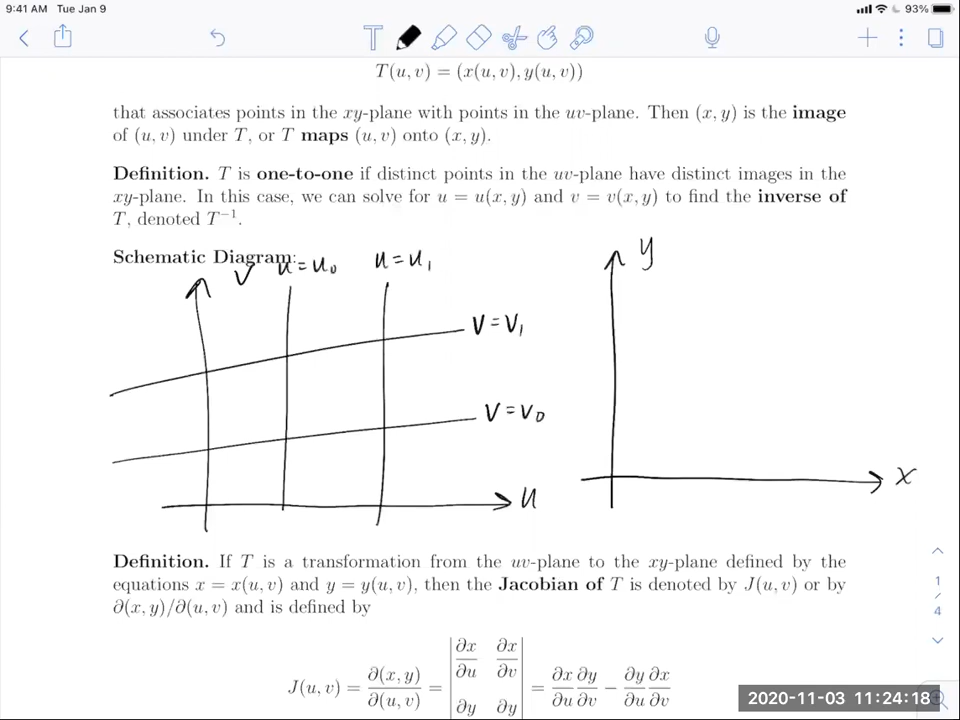 9:41 AM Tue Jan 9
93%
T(u, v) = (x(u, v), y(u, v))
that associates points in the xy-plane with points in the uv-plane. Then (x, y) is the image
of (u, v) under T, or T maps (u, v) onto (x, y).
Definition. T is one-to-one if distinct points in the uv-plane have distinct images in the
xy-plane. In this case, we can solve for u = u(x, y) and v = v(x, y) to find the inverse of
T, denoted T⁻¹.
Schematic Diagram:
v u = u₀ u = u₁
y
v = v₁
v = v₀
u
x
Definition. If T is a transformation from the uv-plane to the xy-plane defined by the
equations x = x(u, v) and y = y(u, v), then the Jacobian of T is denoted by J(u, v) or by
∂(x, y)/∂(u, v) and is defined by
J(u, v) = ∂(x, y)/∂(u, v) = | ∂x/∂u ∂x/∂v | = ∂x/∂u ∂y/∂v − ∂y/∂u ∂x/∂v
∂y ∂y
1
/
4
2020-11-03 11:24:18